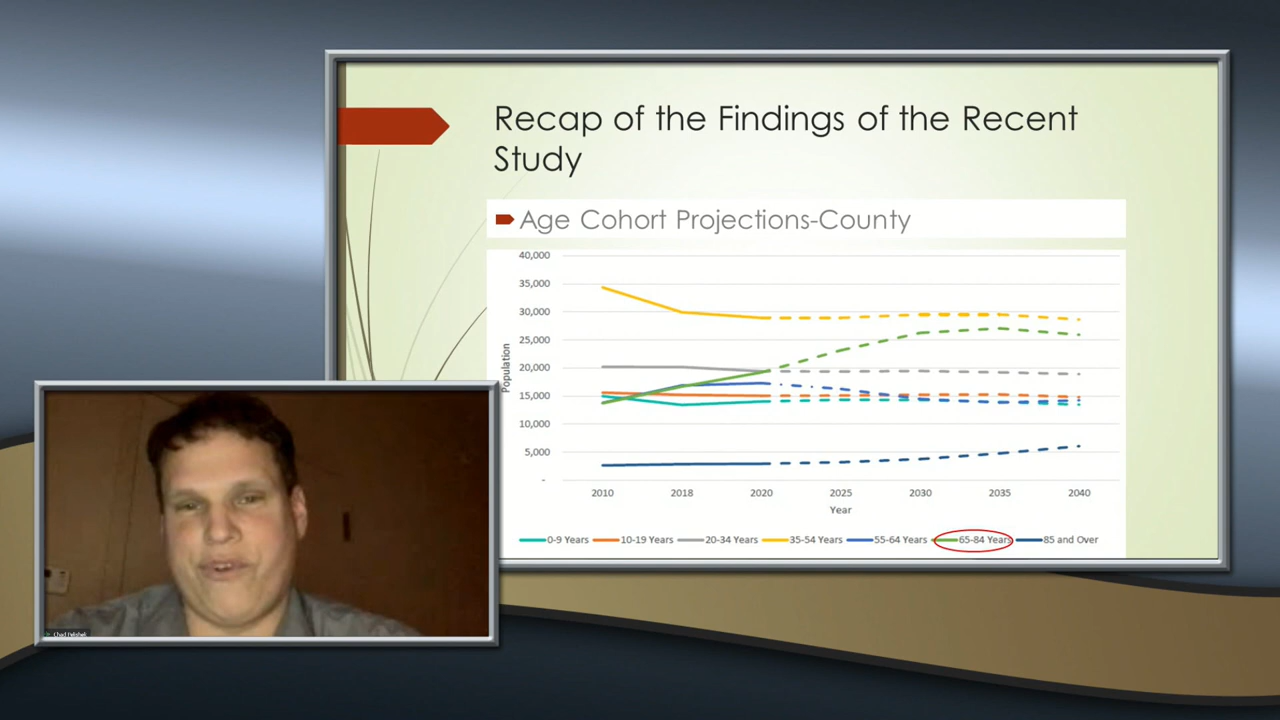 Recap of the Findings of the Recent
Study
Age Cohort Projections-County
40,000
35,000
30,000
25,000
20,000
15,000
10,000
5,000
-
Population
2010 2018 2020 2025 2030 2035 2040
Year
0-9 Years 10-19 Years 20-34 Years 35-54 Years 55-64 Years 65-84 Years 85 and Over
Chad